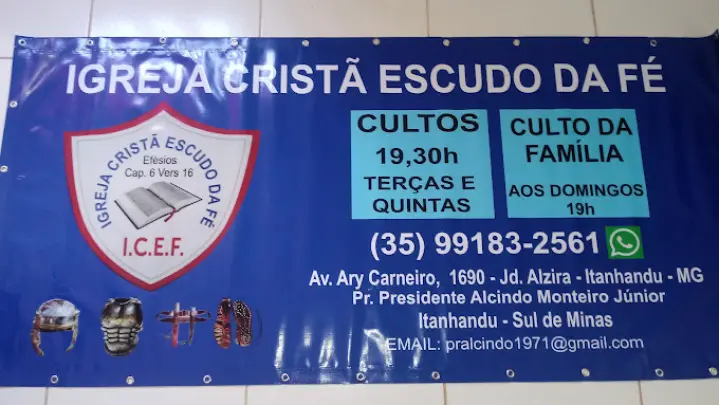 IGREJA CRISTÃ ESCUDO DA FÉ
IGREJA CRISTÃ ESCUDO DA FÉ
Efésios
Cap. 6 Vers 16
I.C.E.F.
CULTOS
19,30h
TERÇAS E
QUINTAS
CULTO DA
FAMÍLIA
AOS DOMINGOS
19h
(35) 99183-2561
Av. Ary Carneiro, 1690 - Jd. Alzira - Itanhandu - MG
Pr. Presidente Alcindo Monteiro Júnior
Itanhandu - Sul de Minas
EMAIL: pralcindo1971@gmail.com